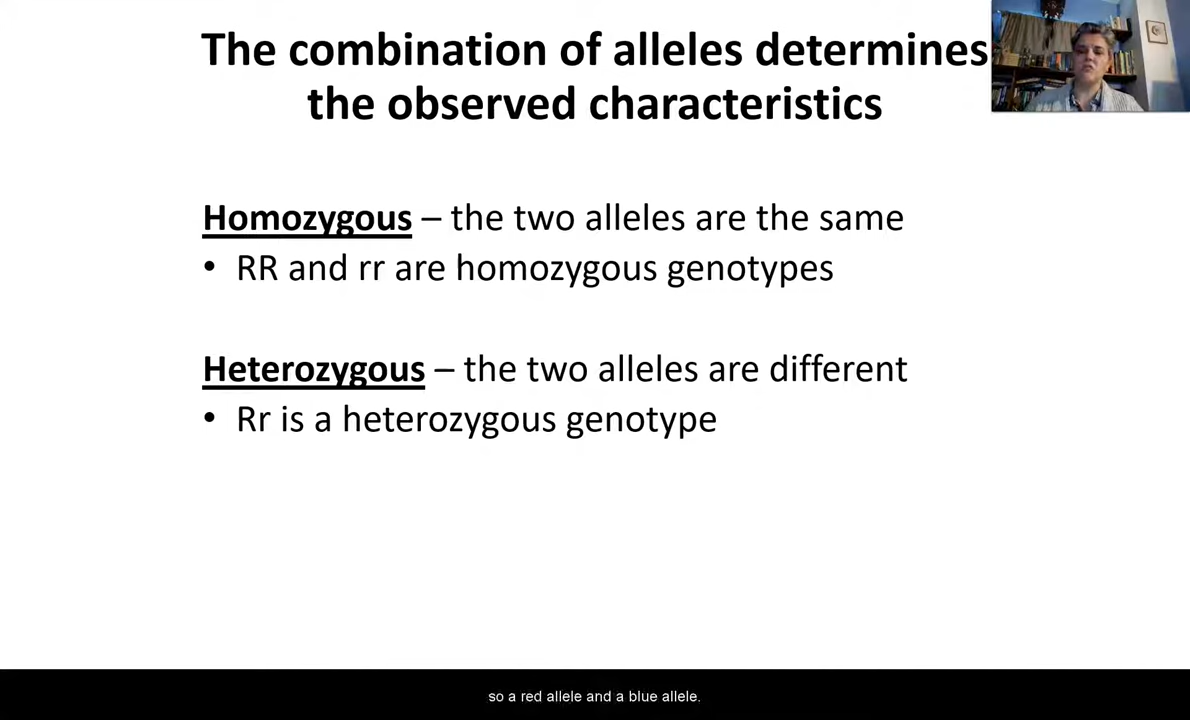 The combination of alleles determines
the observed characteristics
Homozygous – the two alleles are the same
• RR and rr are homozygous genotypes
Heterozygous – the two alleles are different
• Rr is a heterozygous genotype
so a red allele and a blue allele.